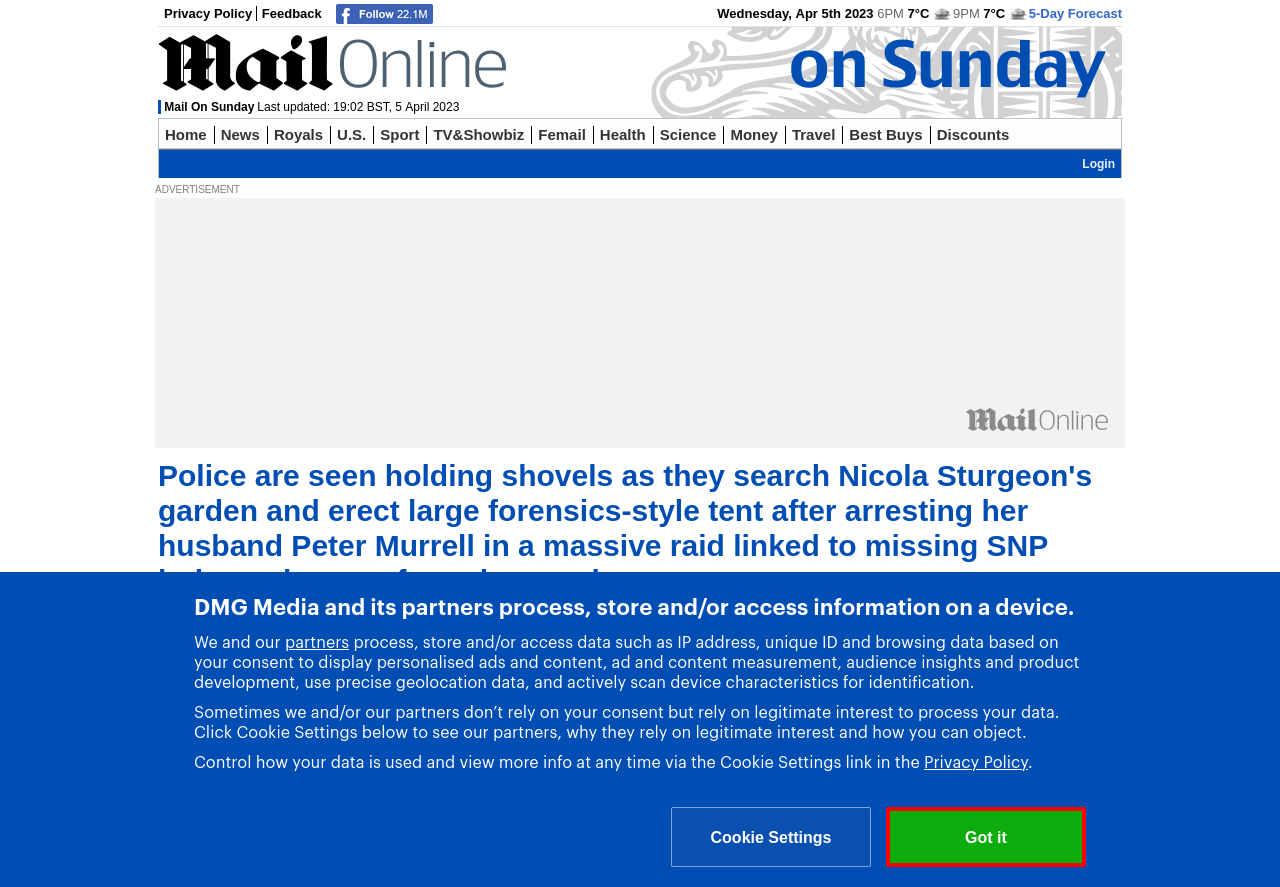 Privacy Policy Feedback Follow 22.1M Wednesday, Apr 5th 2023 6PM 7°C 9PM 7°C 5-Day Forecast
Mail Online on Sunday
Mail On Sunday Last updated: 19:02 BST, 5 April 2023
Home News Royals U.S. Sport TV&Showbiz Femail Health Science Money Travel Best Buys Discounts
Login
ADVERTISEMENT
Mail Online
Police are seen holding shovels as they search Nicola Sturgeon's
garden and erect large forensics-style tent after arresting her
husband Peter Murrell in a massive raid linked to missing SNP
DMG Media and its partners process, store and/or access information on a device.
We and our partners process, store and/or access data such as IP address, unique ID and browsing data based on
your consent to display personalised ads and content, ad and content measurement, audience insights and product
development, use precise geolocation data, and actively scan device characteristics for identification.
Sometimes we and/or our partners don’t rely on your consent but rely on legitimate interest to process your data.
Click Cookie Settings below to see our partners, why they rely on legitimate interest and how you can object.
Control how your data is used and view more info at any time via the Cookie Settings link in the Privacy Policy.
Cookie Settings Got it